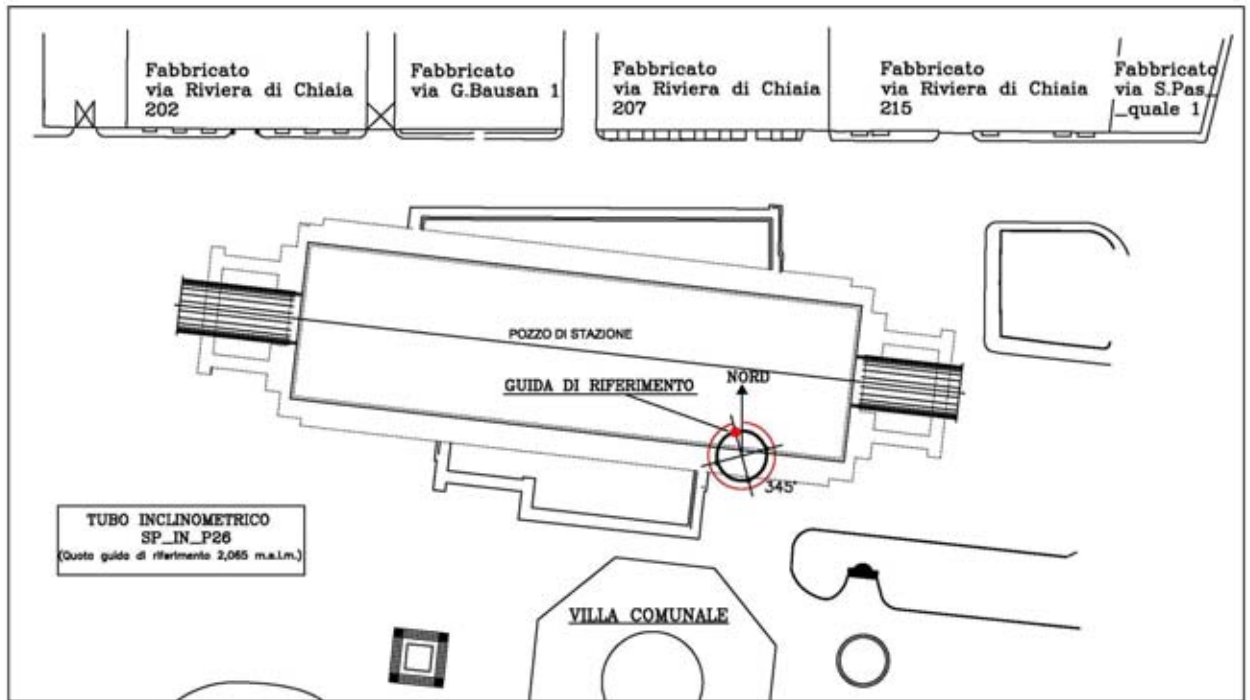 Fabbricato
via Riviera di Chiaia
202
Fabbricato
via G.Bausan 1
Fabbricato
via Riviera di Chiaia
207
Fabbricato
via Riviera di Chiaia
215
Fabbricato
via S.Pas_
_quale 1
POZZO DI STAZIONE
GUIDA DI RIFERIMENTO
NORD
345°
TUBO INCLINOMETRICO
SP_IN_P26
(Quota guida di riferimento 2,065 m.s.l.m.)
VILLA COMUNALE